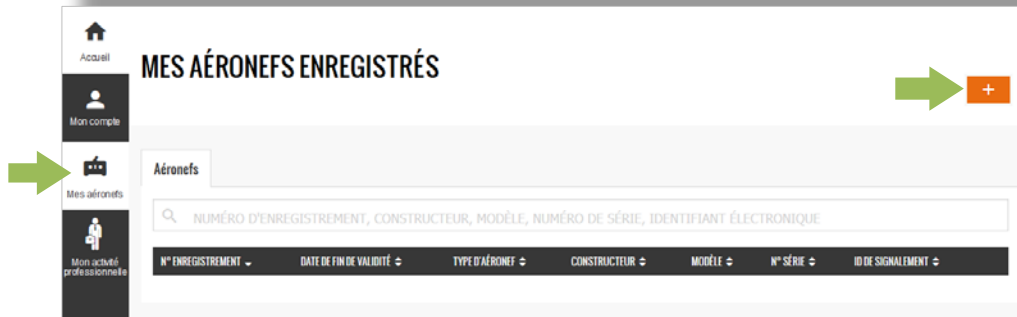 Accueil
MES AÉRONEFS ENREGISTRÉS
+
Mon compte
Mes aéronefs
Aéronefs
NUMÉRO D'ENREGISTREMENT, CONSTRUCTEUR, MODÈLE, NUMÉRO DE SÉRIE, IDENTIFIANT ÉLECTRONIQUE
Mon activité
professionnelle
N° ENREGISTREMENT DATE DE FIN DE VALIDITÉ TYPE D'AÉRONEF CONSTRUCTEUR MODÈLE N° SÉRIE ID DE SIGNALEMENT